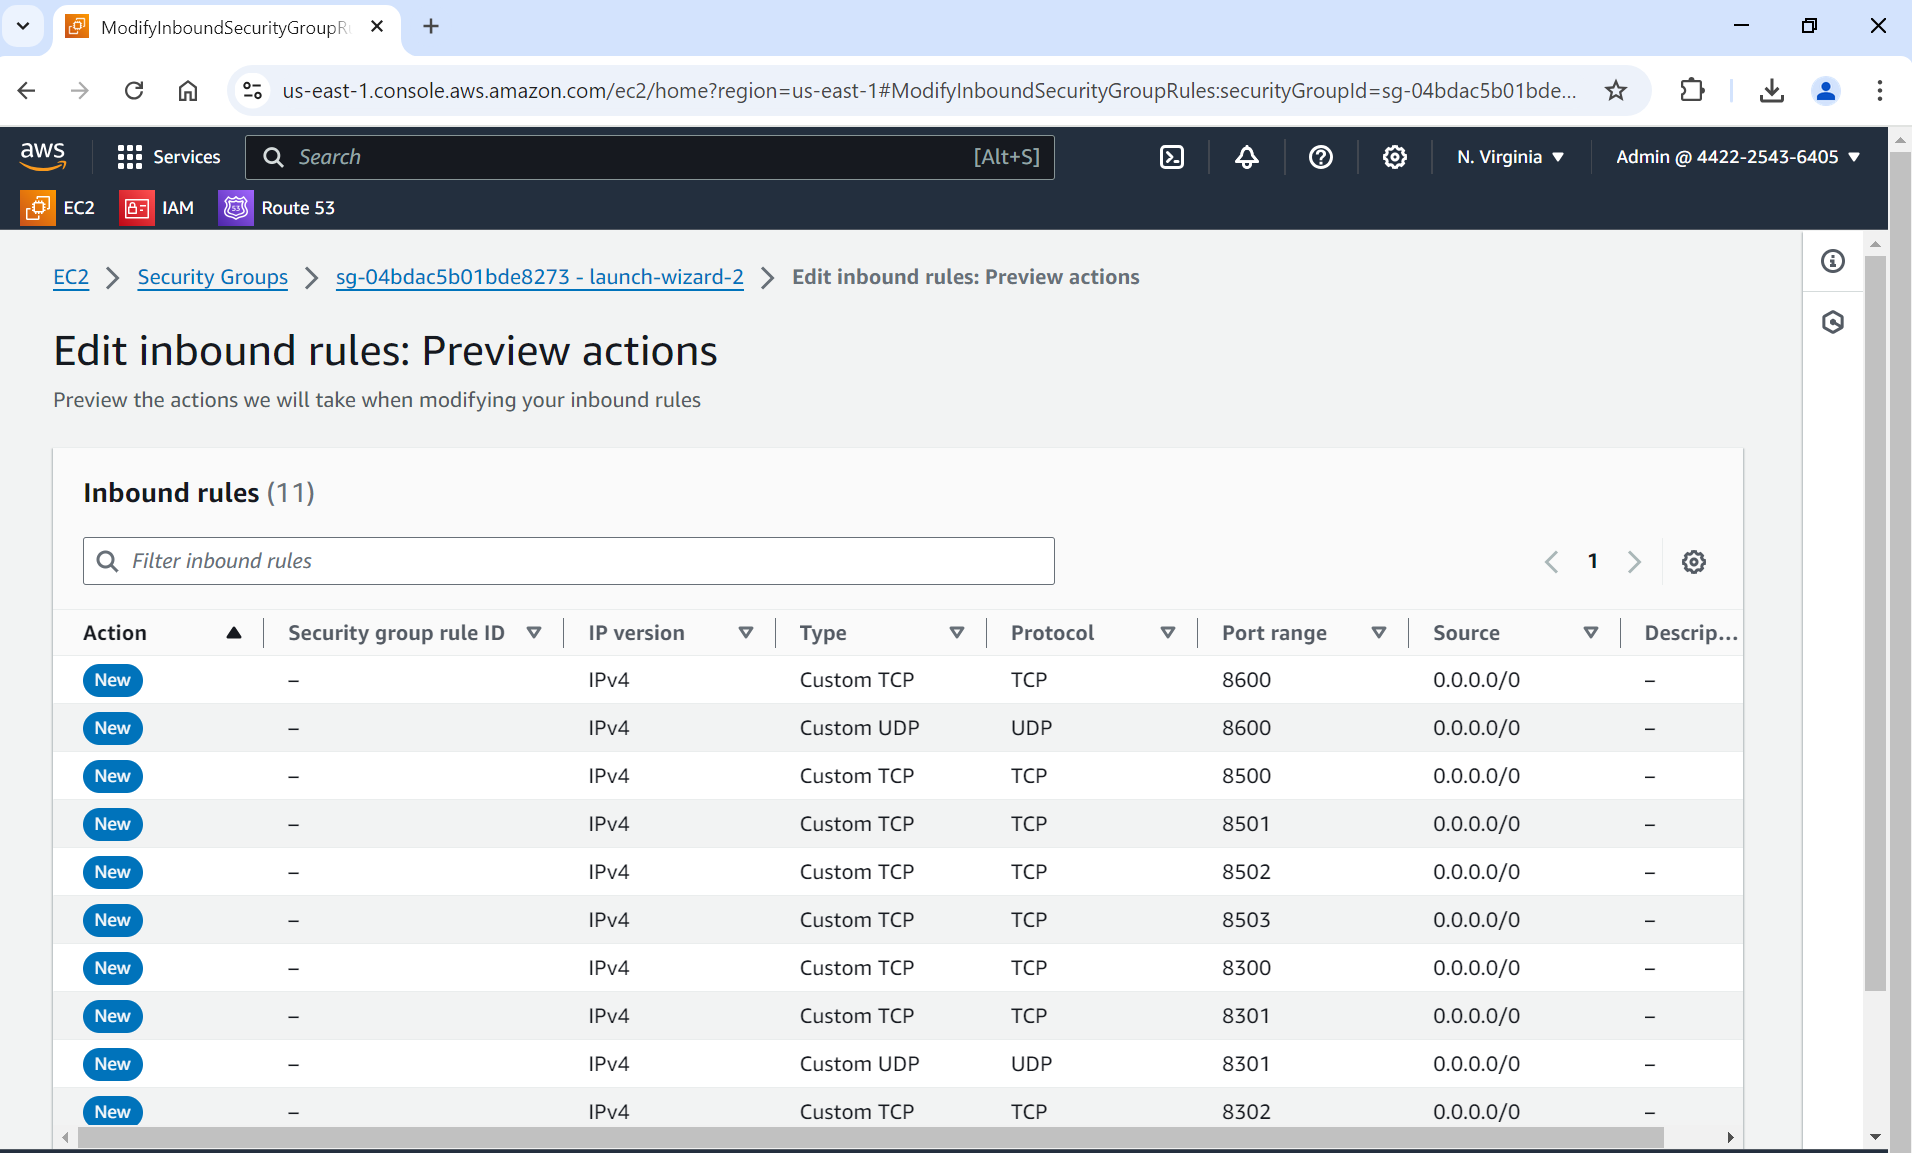 ModifyInboundSecurityGroupR
us-east-1.console.aws.amazon.com/ec2/home?region=us-east-1#ModifyInboundSecurityGroupRules:securityGroupId=sg-04bdac5b01bde...
aws Services Search [Alt+S] N. Virginia Admin @ 4422-2543-6405
EC2 IAM Route 53
EC2 Security Groups sg-04bdac5b01bde8273 - launch-wizard-2 Edit inbound rules: Preview actions
Edit inbound rules: Preview actions
Preview the actions we will take when modifying your inbound rules
Inbound rules (11)
Filter inbound rules 1
Action Security group rule ID IP version Type Protocol Port range Source Descrip...
New – IPv4 Custom TCP TCP 8600 0.0.0.0/0 –
New – IPv4 Custom UDP UDP 8600 0.0.0.0/0 –
New – IPv4 Custom TCP TCP 8500 0.0.0.0/0 –
New – IPv4 Custom TCP TCP 8501 0.0.0.0/0 –
New – IPv4 Custom TCP TCP 8502 0.0.0.0/0 –
New – IPv4 Custom TCP TCP 8503 0.0.0.0/0 –
New – IPv4 Custom TCP TCP 8300 0.0.0.0/0 –
New – IPv4 Custom TCP TCP 8301 0.0.0.0/0 –
New – IPv4 Custom UDP UDP 8301 0.0.0.0/0 –
New – IPv4 Custom TCP TCP 8302 0.0.0.0/0 –